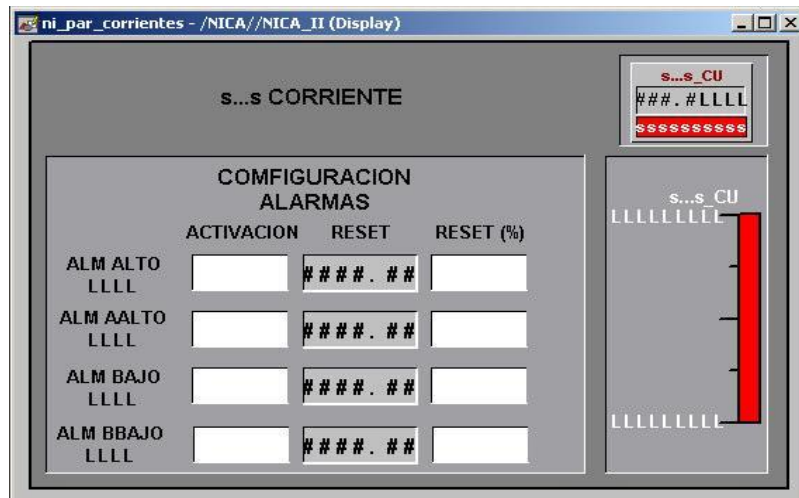 ni_par_corrientes - /NICA//NICA_II (Display)
s...s CORRIENTE
s...s_CU
###.#LLLL
ssssssssss
COMFIGURACION
ALARMAS
ACTIVACION RESET RESET (%)
ALM ALTO
LLLL
####.##
ALM AALTO
LLLL
####.##
ALM BAJO
LLLL
####.##
ALM BBAJO
LLLL
####.##
s...s_CU
LLLLLLLLL
LLLLLLLLL